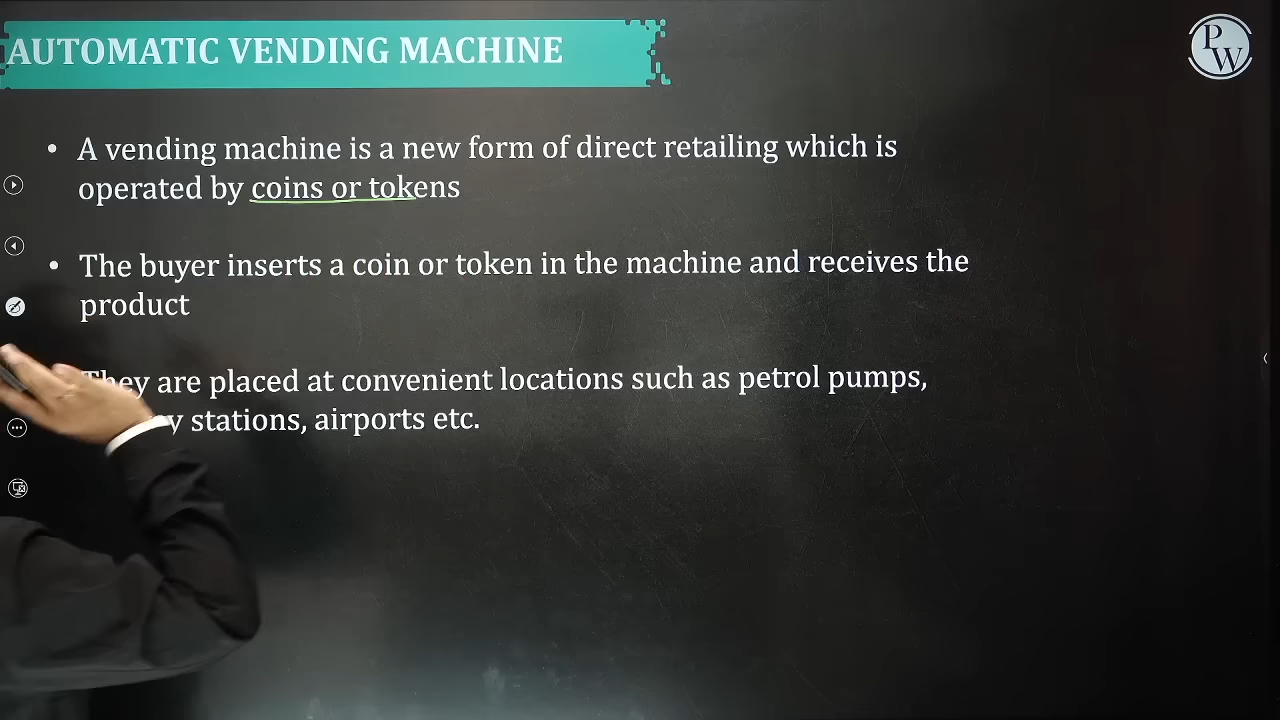 AUTOMATIC VENDING MACHINE
PW
• A vending machine is a new form of direct retailing which is
operated by coins or tokens
• The buyer inserts a coin or token in the machine and receives the
product
They are placed at convenient locations such as petrol pumps,
stations, airports etc.